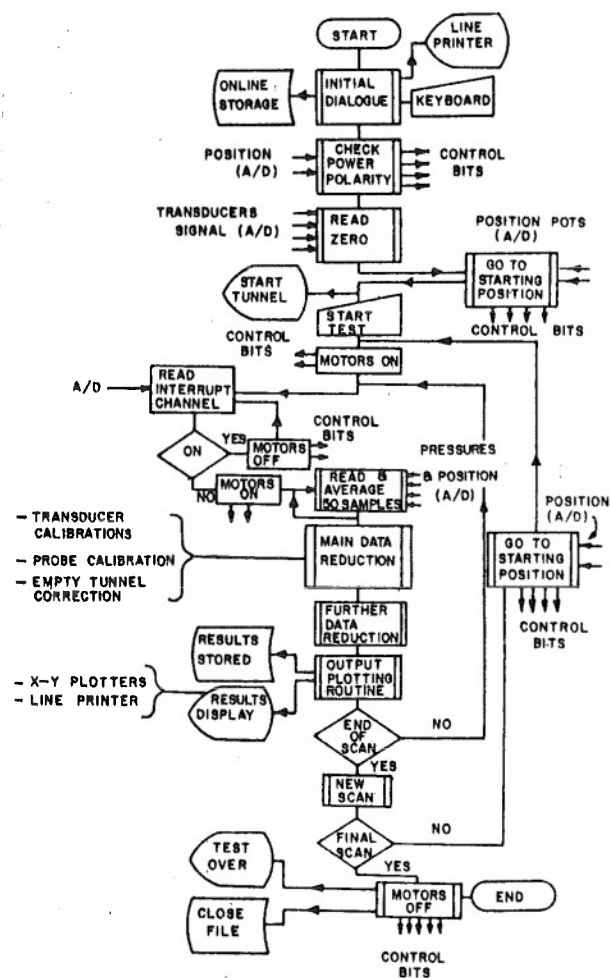 START
LINE
PRINTER
ONLINE
STORAGE
INITIAL
DIALOGUE
KEYBOARD
POSITION
(A/D)
CHECK
POWER
POLARITY
CONTROL
BITS
TRANSDUCERS
SIGNAL (A/D)
READ
ZERO
POSITION POTS
(A/D)
GO TO
STARTING
POSITION
CONTROL BITS
START
TUNNEL
START
TEST
CONTROL
BITS
MOTORS ON
A/D
READ
INTERRUPT
CHANNEL
ON
YES
MOTORS
OFF
CONTROL
BITS
NO
MOTORS
ON
READ &
AVERAGE
50 SAMPLES
PRESSURES
& POSITION
(A/D)
– TRANSDUCER
CALIBRATIONS
– PROBE CALIBRATION
– EMPTY TUNNEL
CORRECTION
MAIN DATA
REDUCTION
POSITION
(A/D)
GO TO
STARTING
POSITION
CONTROL
BITS
FURTHER
DATA
REDUCTION
RESULTS
STORED
OUTPUT
PLOTTING
ROUTINE
– X-Y PLOTTERS
– LINE PRINTER
RESULTS
DISPLAY
END
OF
SCAN
NO
YES
NEW
SCAN
FINAL
SCAN
NO
YES
TEST
OVER
MOTORS
OFF
END
CLOSE
FILE
CONTROL
BITS